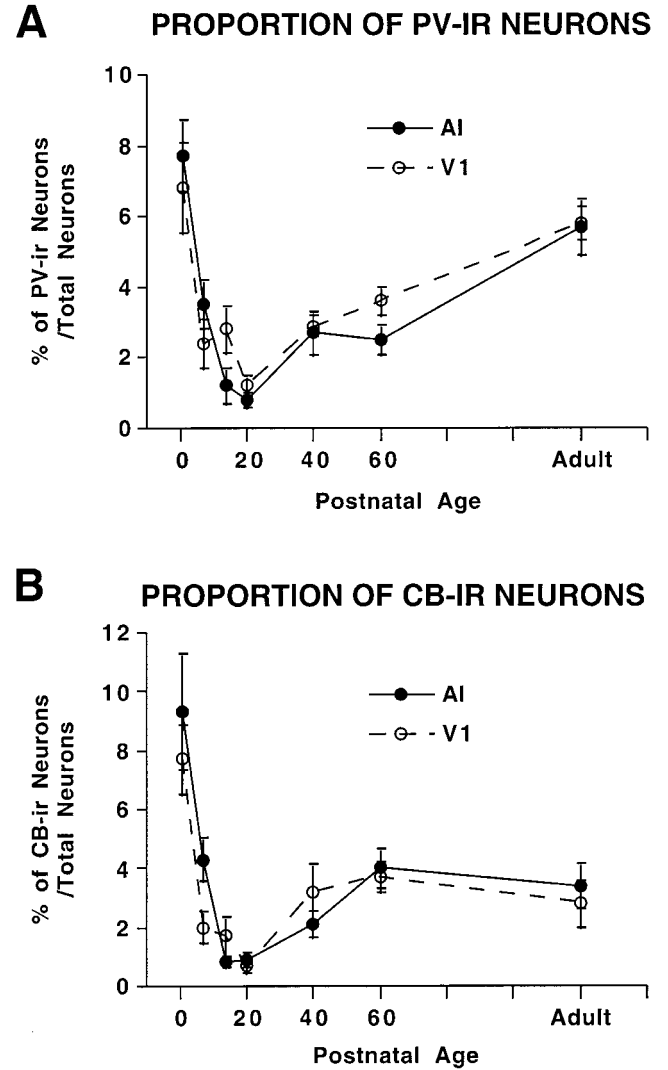 A
PROPORTION OF PV-IR NEURONS
% of PV-ir Neurons
/Total Neurons
10
8
6
4
2
0
AI
V1
0 20 40 60 Adult
Postnatal Age
B
PROPORTION OF CB-IR NEURONS
% of CB-ir Neurons
/Total Neurons
12
10
8
6
4
2
0
AI
V1
0 20 40 60 Adult
Postnatal Age